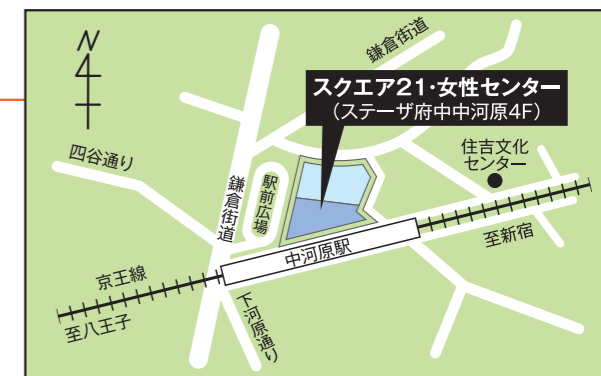 N
鎌倉街道
スクエア21・女性センター
（ステーザ府中中河原4F）
四谷通り
住吉文化
センター
鎌倉街道
駅前広場
中河原駅
至新宿
京王線
至八王子
下河原通り